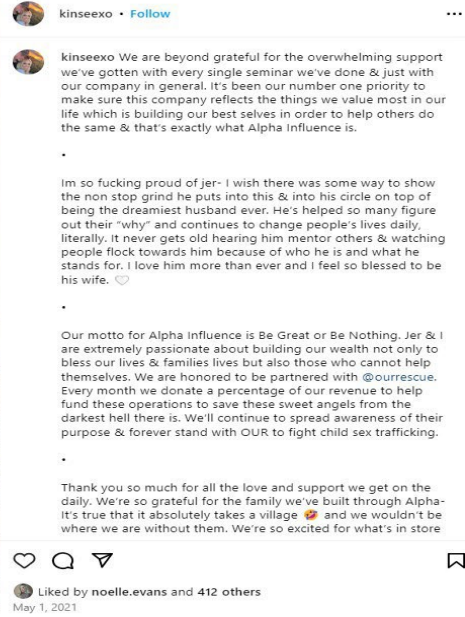 kinseexo • Follow
kinseexo We are beyond grateful for the overwhelming support
we've gotten with every single seminar we've done & just with
our company in general. It's been our number one priority to
make sure this company reflects the things we value most in our
life which is building our best selves in order to help others do
the same & that's exactly what Alpha Influence is.
•
Im so fucking proud of jer- I wish there was some way to show
the non stop grind he puts into this & into his circle on top of
being the dreamiest husband ever. He's helped so many figure
out their "why" and continues to change people's lives daily,
literally. It never gets old hearing him mentor others & watching
people flock towards him because of who he is and what he
stands for. I love him more than ever and I feel so blessed to be
his wife. 🤍
•
Our motto for Alpha Influence is Be Great or Be Nothing. Jer & I
are extremely passionate about building our wealth not only to
bless our lives & families lives but also those who cannot help
themselves. We are honored to be partnered with @ourrescue.
Every month we donate a percentage of our revenue to help
fund these operations to save these sweet angels from the
darkest hell there is. We'll continue to spread awareness of their
purpose & forever stand with OUR to fight child sex trafficking.
•
Thank you so much for all the love and support we get on the
daily. We're so grateful for the family we've built through Alpha-
It's true that it absolutely takes a village 🤣 and we wouldn't be
where we are without them. We're so excited for what's in store
Liked by noelle.evans and 412 others
May 1, 2021